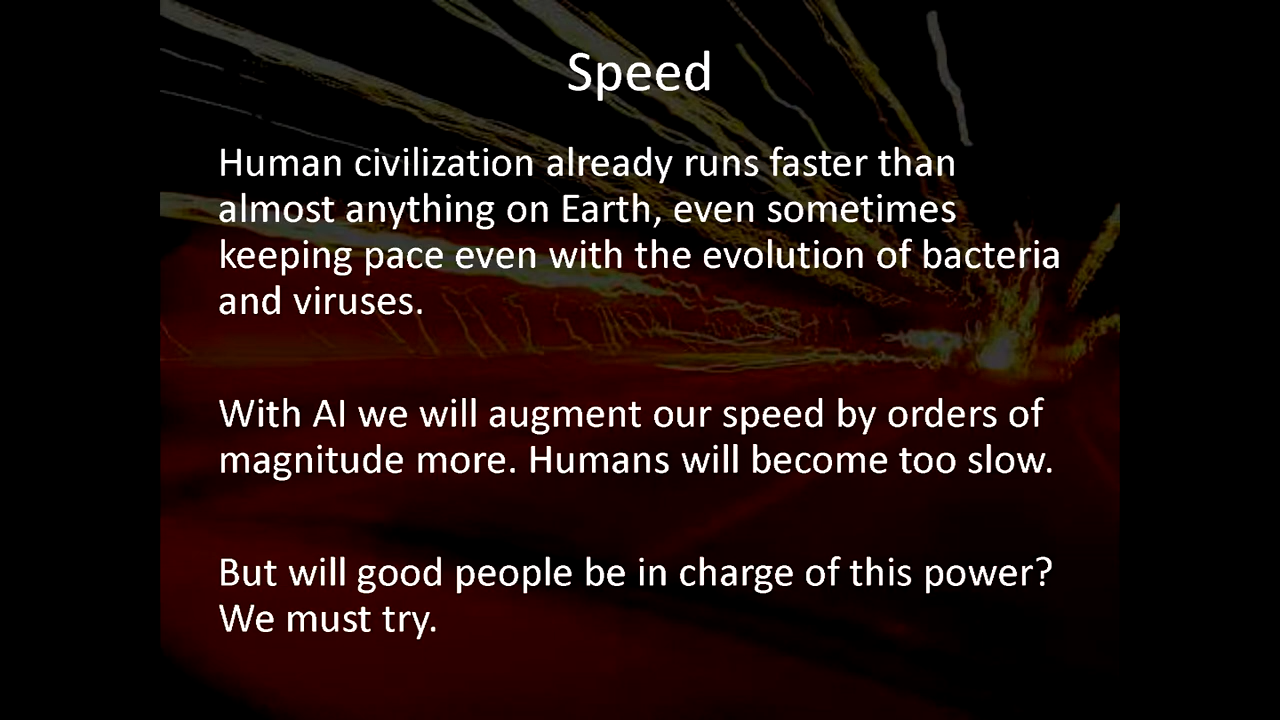 Speed
Human civilization already runs faster than
almost anything on Earth, even sometimes
keeping pace even with the evolution of bacteria
and viruses.
With AI we will augment our speed by orders of
magnitude more. Humans will become too slow.
But will good people be in charge of this power?
We must try.